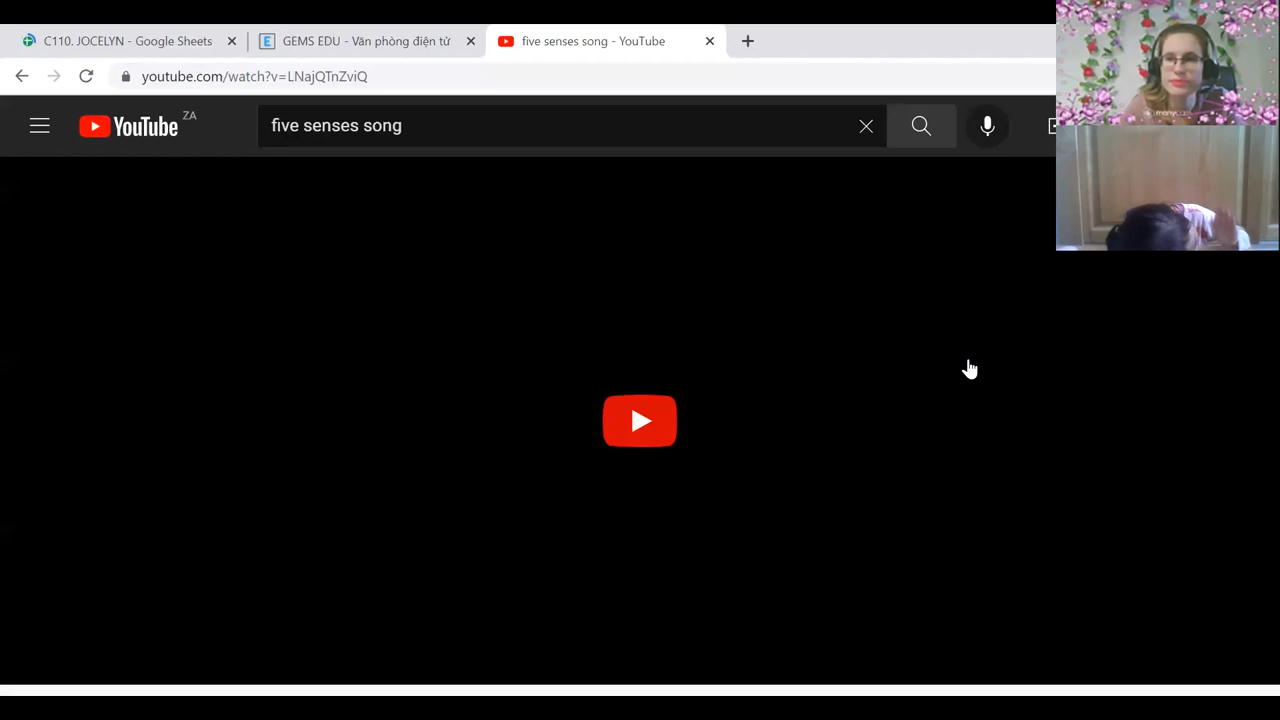 C110. JOCELYN - Google Sheets
GEMS EDU - Văn phòng điện tử
five senses song - YouTube
youtube.com/watch?v=LNajQTnZviQ
YouTube ZA
five senses song